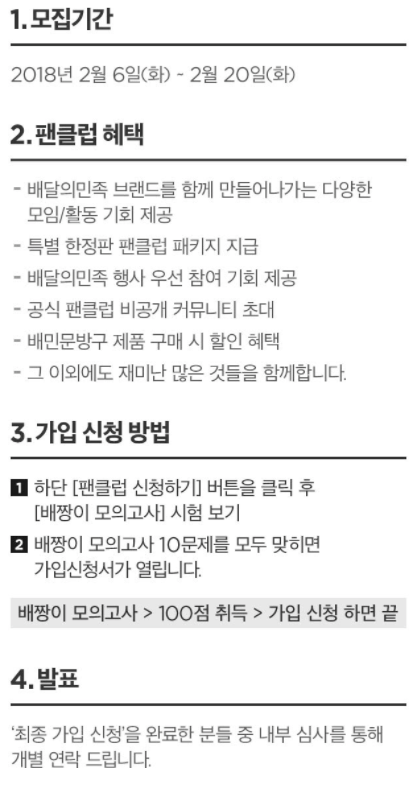 1.모집기간
2018년 2월 6일(화) ~ 2월 20일(화)
2.팬클럽 혜택
- 배달의민족 브랜드를 함께 만들어나가는 다양한
모임/활동 기회 제공
- 특별 한정판 팬클럽 패키지 지급
- 배달의민족 행사 우선 참여 기회 제공
- 공식 팬클럽 비공개 커뮤니티 초대
- 배민문방구 제품 구매 시 할인 혜택
- 그 이외에도 재미난 많은 것들을 함께합니다.
3.가입 신청 방법
1 하단 [팬클럽 신청하기] 버튼을 클릭 후
[배짱이 모의고사] 시험 보기
2 배짱이 모의고사 10문제를 모두 맞히면
가입신청서가 열립니다.
배짱이 모의고사 > 100점 취득 > 가입 신청 하면 끝
4.발표
‘최종 가입 신청’을 완료한 분들 중 내부 심사를 통해
개별 연락 드립니다.